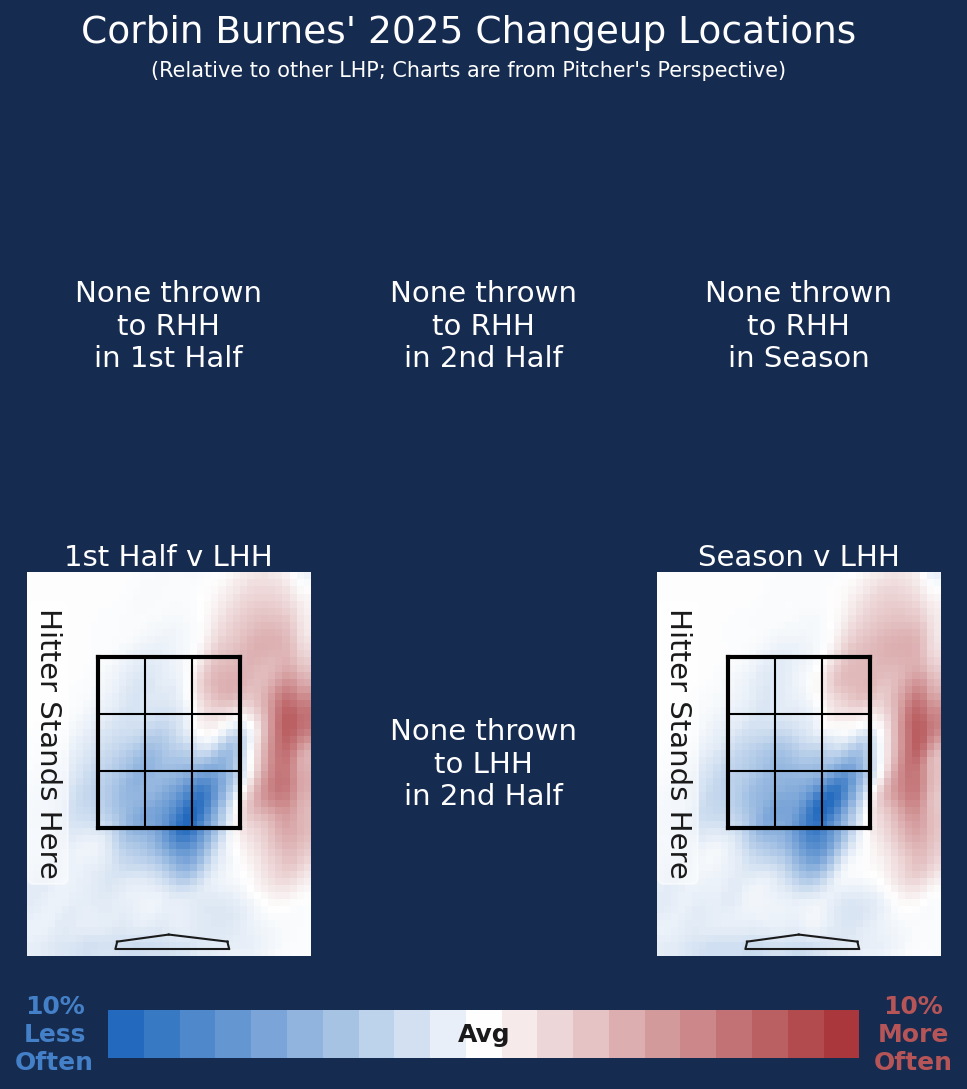 Corbin Burnes' 2025 Changeup Locations
(Relative to other LHP; Charts are from Pitcher's Perspective)
None thrown
to RHH
in 1st Half
None thrown
to RHH
in 2nd Half
None thrown
to RHH
in Season
1st Half v LHH
Hitter Stands Here
None thrown
to LHH
in 2nd Half
Season v LHH
Hitter Stands Here
10%
Less
Often
Avg
10%
More
Often